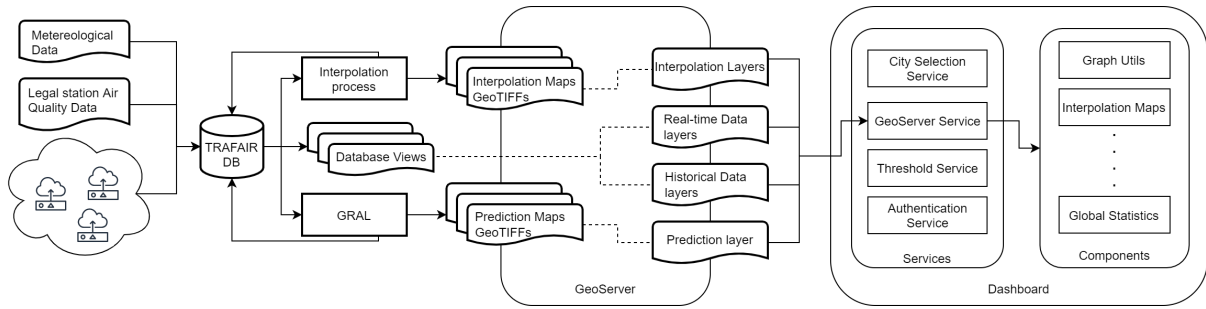 Metereological
Data
Legal station Air
Quality Data
TRAFAIR
DB
Interpolation
process
Database Views
GRAL
Interpolation Maps
GeoTIFFs
Prediction Maps
GeoTIFFs
Interpolation Layers
Real-time Data
layers
Historical Data
layers
Prediction layer
GeoServer
City Selection
Service
GeoServer Service
Threshold Service
Authentication
Service
Services
Graph Utils
Interpolation Maps
Global Statistics
Components
Dashboard